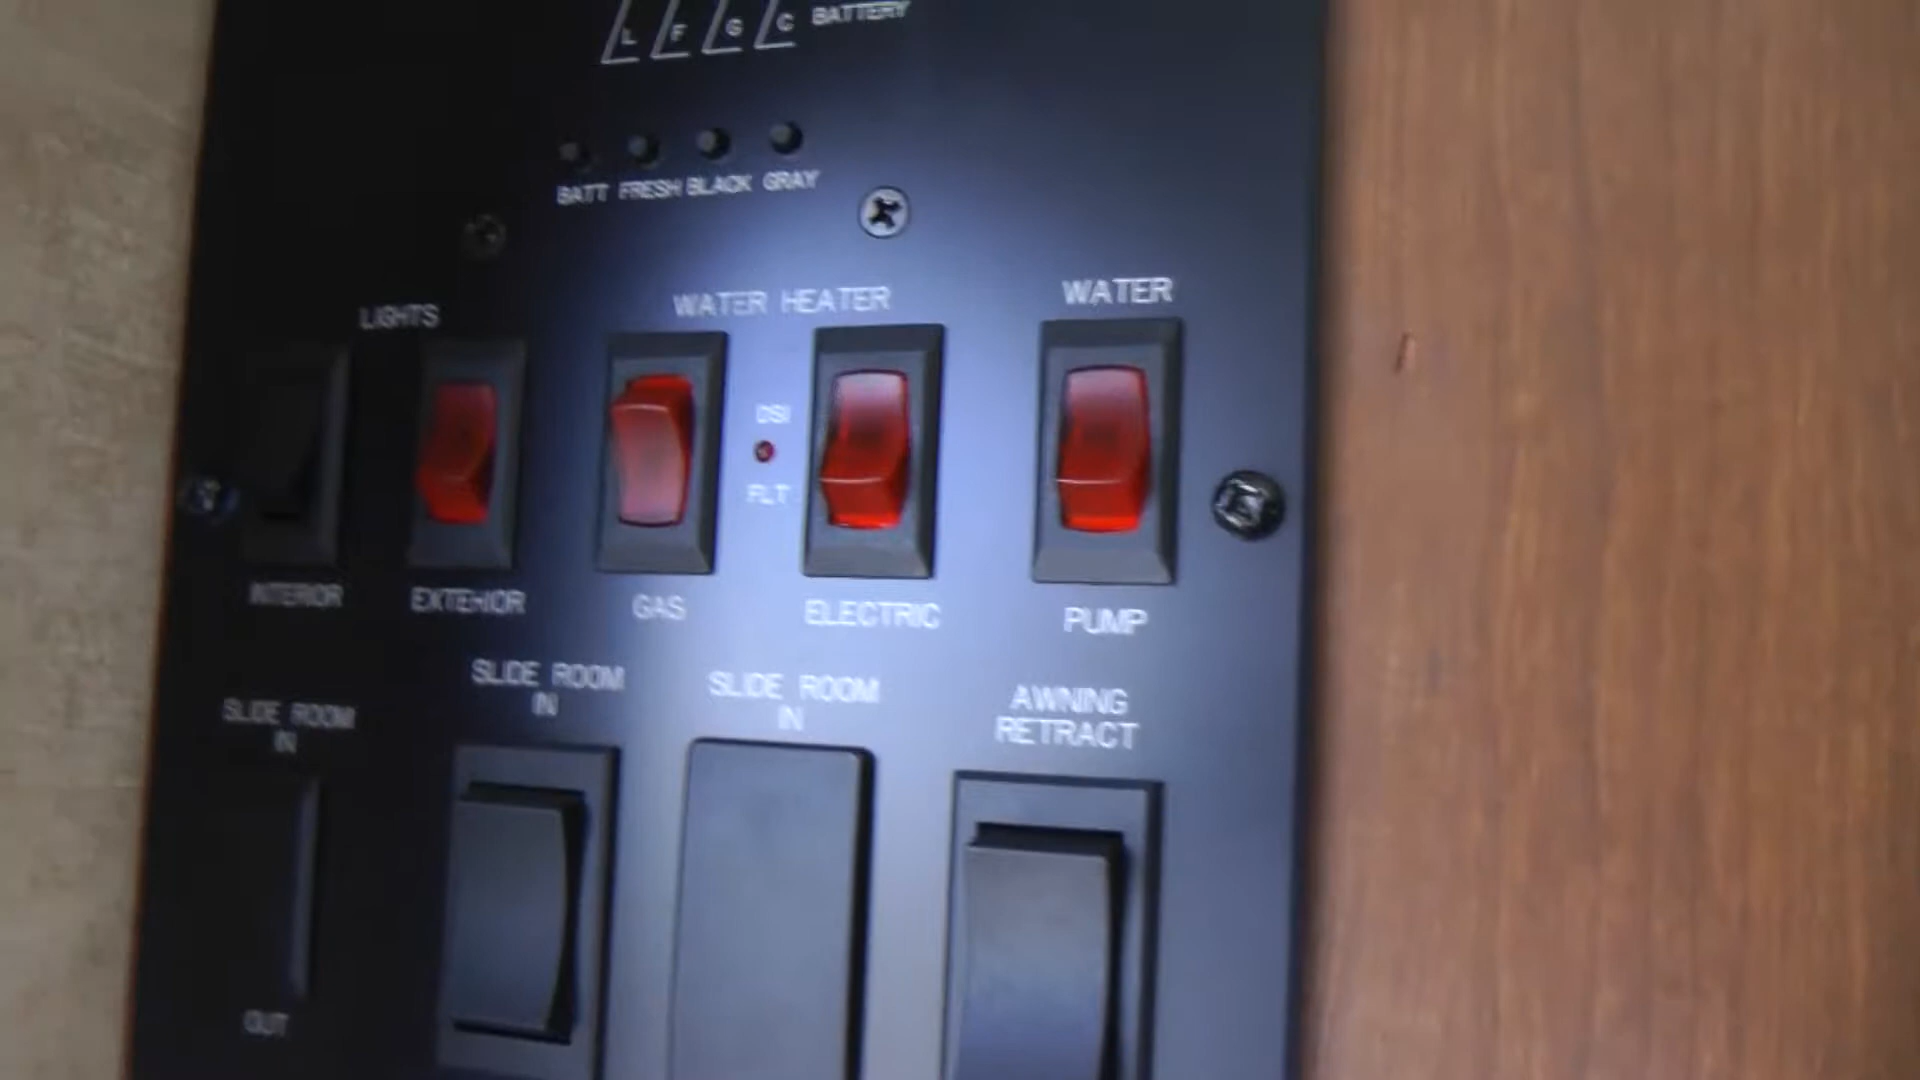 L F G C BATTERY
BATT FRESH BLACK GRAY
LIGHTS
WATER HEATER
WATER
DSI
FLT
INTERIOR
EXTERIOR
GAS
ELECTRIC
PUMP
SLIDE ROOM
IN
SLIDE ROOM
IN
SLIDE ROOM
IN
AWNING
RETRACT
OUT